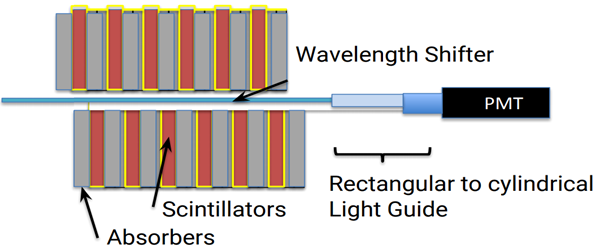 Wavelength Shifter
PMT
Rectangular to cylindrical
Light Guide
Scintillators
Absorbers